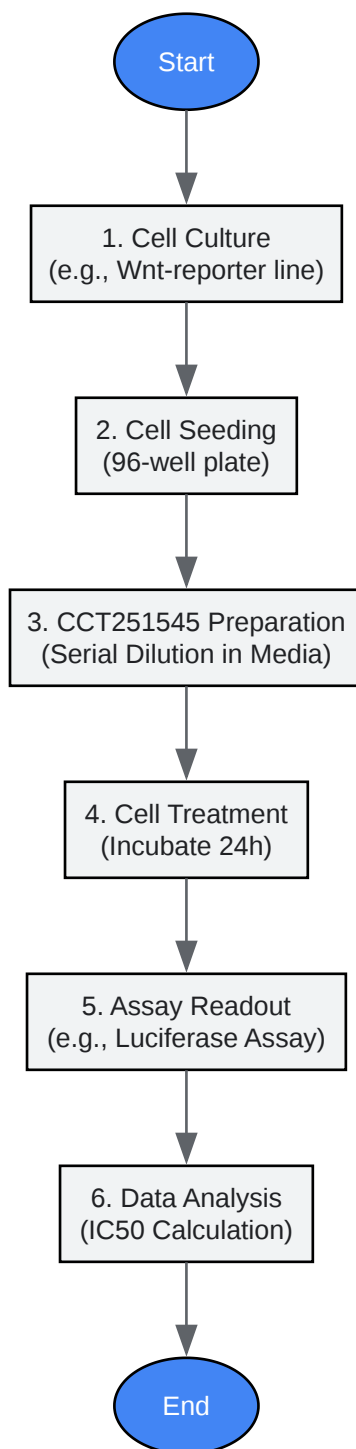 Start
1. Cell Culture
(e.g., Wnt-reporter line)
2. Cell Seeding
(96-well plate)
3. CCT251545 Preparation
(Serial Dilution in Media)
4. Cell Treatment
(Incubate 24h)
5. Assay Readout
(e.g., Luciferase Assay)
6. Data Analysis
(IC50 Calculation)
End